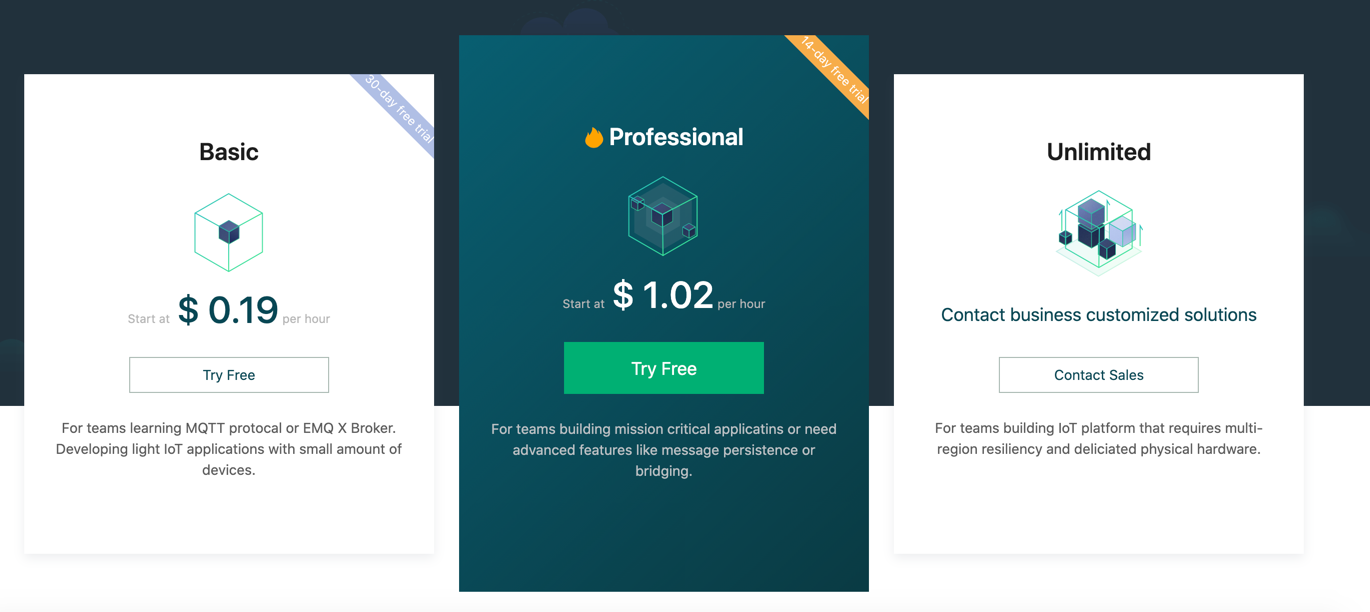 30-day free trial
Basic
Start at $ 0.19 per hour
Try Free
For teams learning MQTT protocal or EMQ X Broker.
Developing light IoT applications with small amount of
devices.
14-day free trial
Professional
Start at $ 1.02 per hour
Try Free
For teams building mission critical applicatins or need
advanced features like message persistence or
bridging.
Unlimited
Contact business customized solutions
Contact Sales
For teams building IoT platform that requires multi-
region resiliency and deliciated physical hardware.